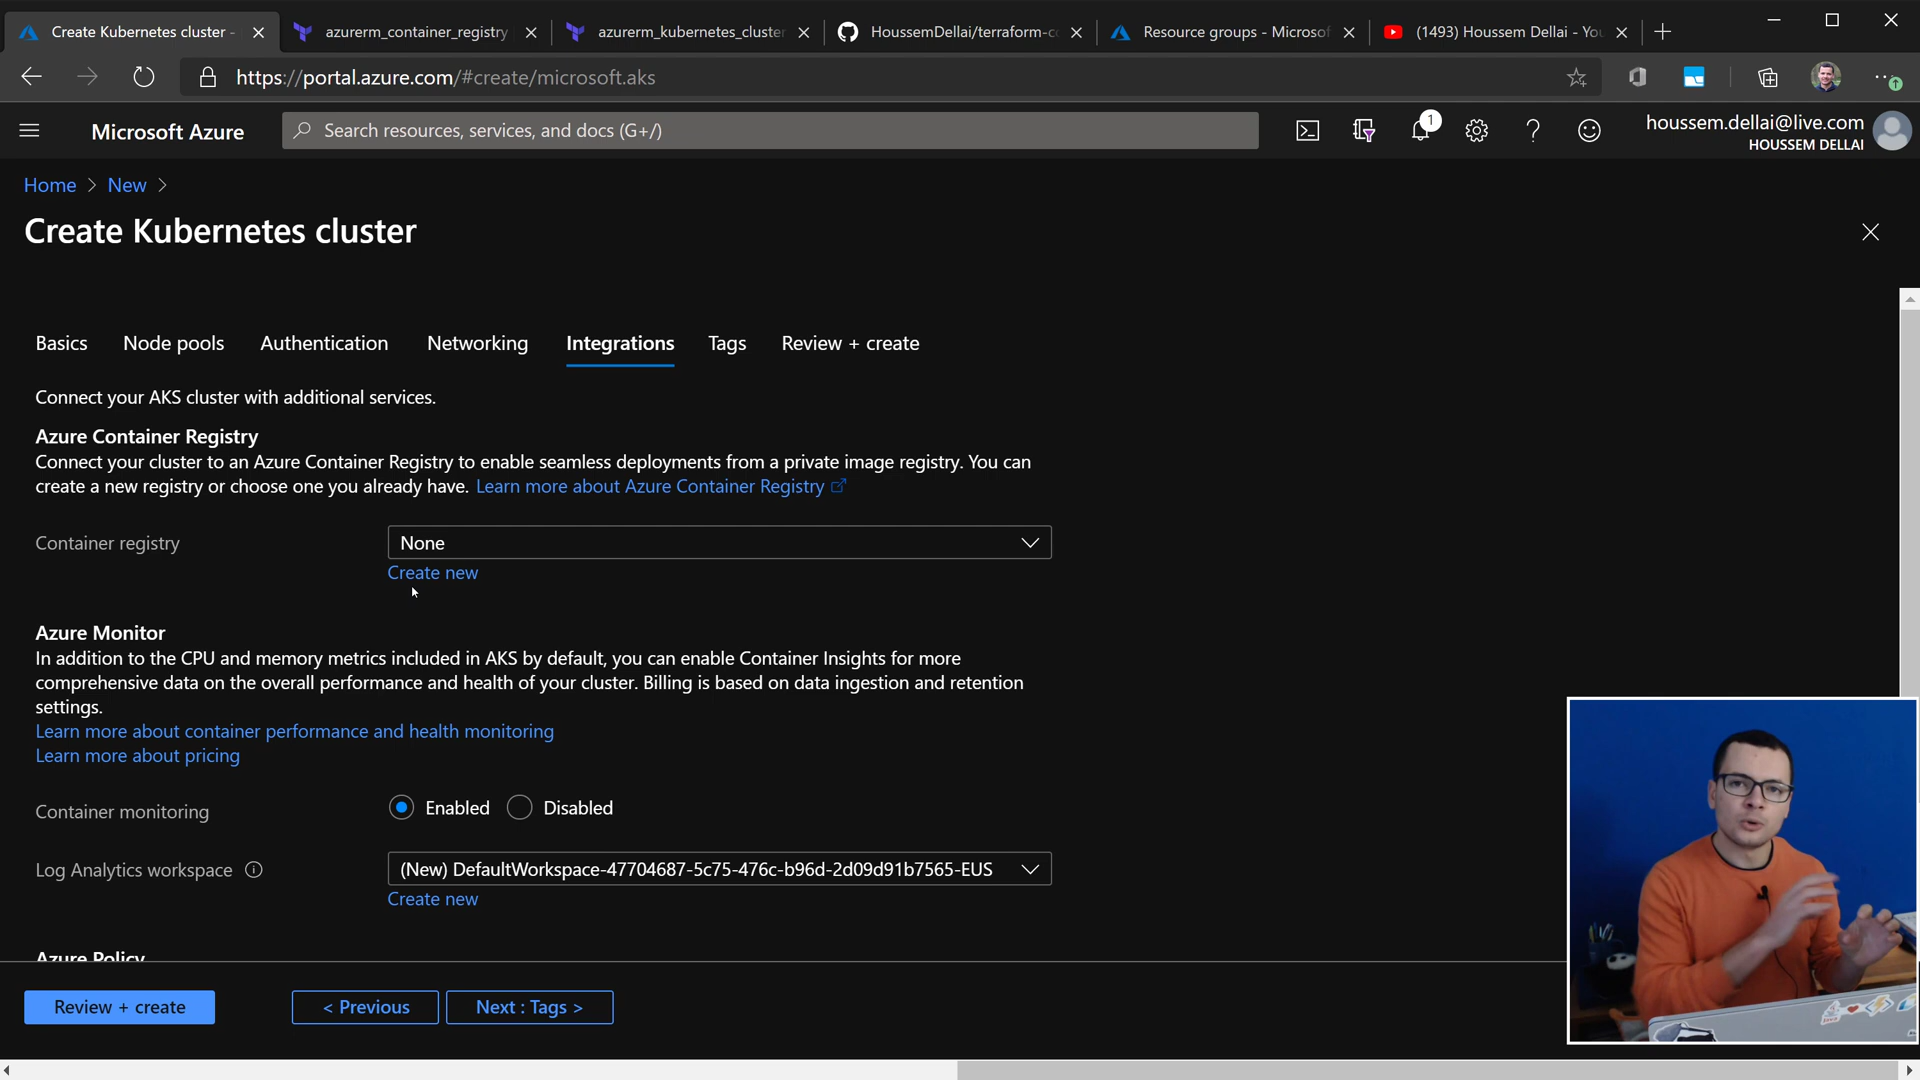 Create Kubernetes cluster -
azurerm_container_registry
azurerm_kubernetes_cluster
HoussemDellai/terraform-co
Resource groups - Microsof
(1493) Houssem Dellai - You
https://portal.azure.com/#create/microsoft.aks
Microsoft Azure
Search resources, services, and docs (G+/)
1
houssem.dellai@live.com
HOUSSEM DELLAI
Home > New >
Create Kubernetes cluster
Basics
Node pools
Authentication
Networking
Integrations
Tags
Review + create
Connect your AKS cluster with additional services.
Azure Container Registry
Connect your cluster to an Azure Container Registry to enable seamless deployments from a private image registry. You can
create a new registry or choose one you already have. Learn more about Azure Container Registry
Container registry
None
Create new
Azure Monitor
In addition to the CPU and memory metrics included in AKS by default, you can enable Container Insights for more
comprehensive data on the overall performance and health of your cluster. Billing is based on data ingestion and retention
settings.
Learn more about container performance and health monitoring
Learn more about pricing
Container monitoring
Enabled
Disabled
Log Analytics workspace
(New) DefaultWorkspace-47704687-5c75-476c-b96d-2d09d91b7565-EUS
Create new
Azure Policy
Review + create
< Previous
Next : Tags >